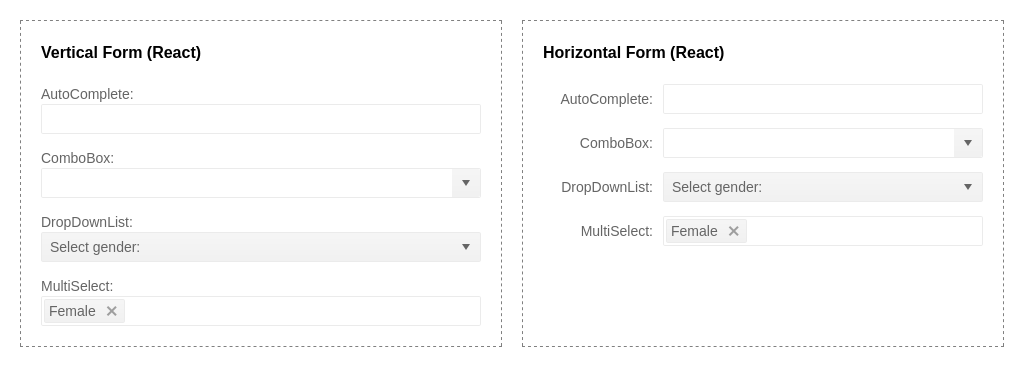 Vertical Form (React)
AutoComplete:
ComboBox:
DropDownList:
Select gender:
MultiSelect:
Female
Horizontal Form (React)
AutoComplete:
ComboBox:
DropDownList: Select gender:
MultiSelect: Female